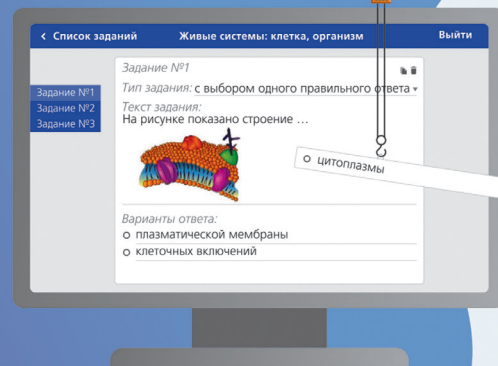 < Список заданий Живые системы: клетка, организм Выйти
Задание №1
Задание №2
Задание №3
Задание №1
Тип задания: с выбором одного правильного ответа
Текст задания:
На рисунке показано строение ...
цитоплазмы
Варианты ответа:
плазматической мембраны
клеточных включений